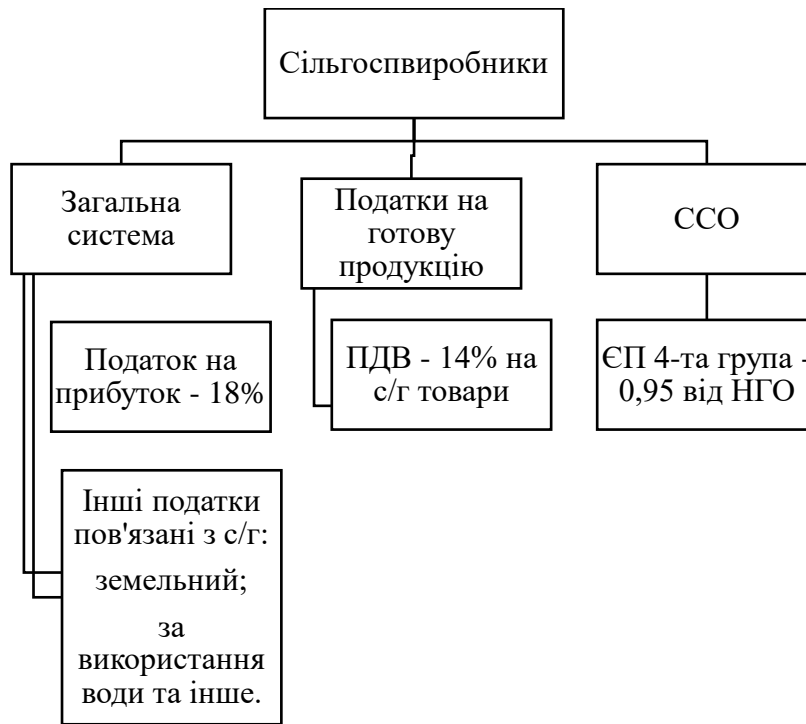 Сільгоспвиробники
Загальна
система
Податки на
готову
продукцію
ССО
Податок на
прибуток - 18%
ПДВ - 14% на
с/г товари
ЄП 4-та група -
0,95 від НГО
Інші податки
пов'язані з с/г:
земельний;
за
використання
води та інше.